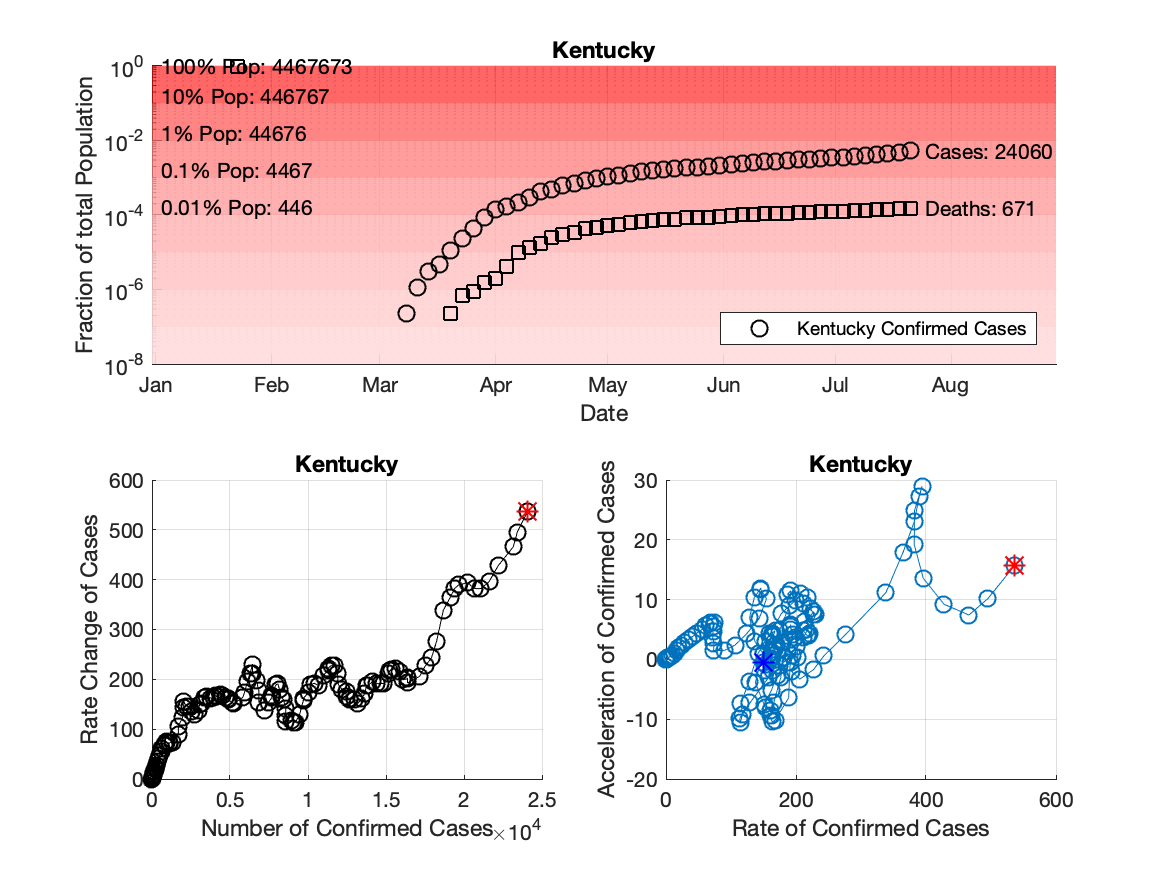 Kentucky
10^0
10^-2
10^-4
10^-6
10^-8
Fraction of total Population
100% Pop: 4467673
10% Pop: 446767
1% Pop: 44676
0.1% Pop: 4467
0.01% Pop: 446
Cases: 24060
Deaths: 671
Kentucky Confirmed Cases
Jan Feb Mar Apr May Jun Jul Aug
Date
Kentucky
600
500
400
300
200
100
0
Rate Change of Cases
0 0.5 1 1.5 2 2.5
Number of Confirmed Cases
×10^4
Kentucky
30
20
10
0
-10
-20
Acceleration of Confirmed Cases
0 200 400 600
Rate of Confirmed Cases